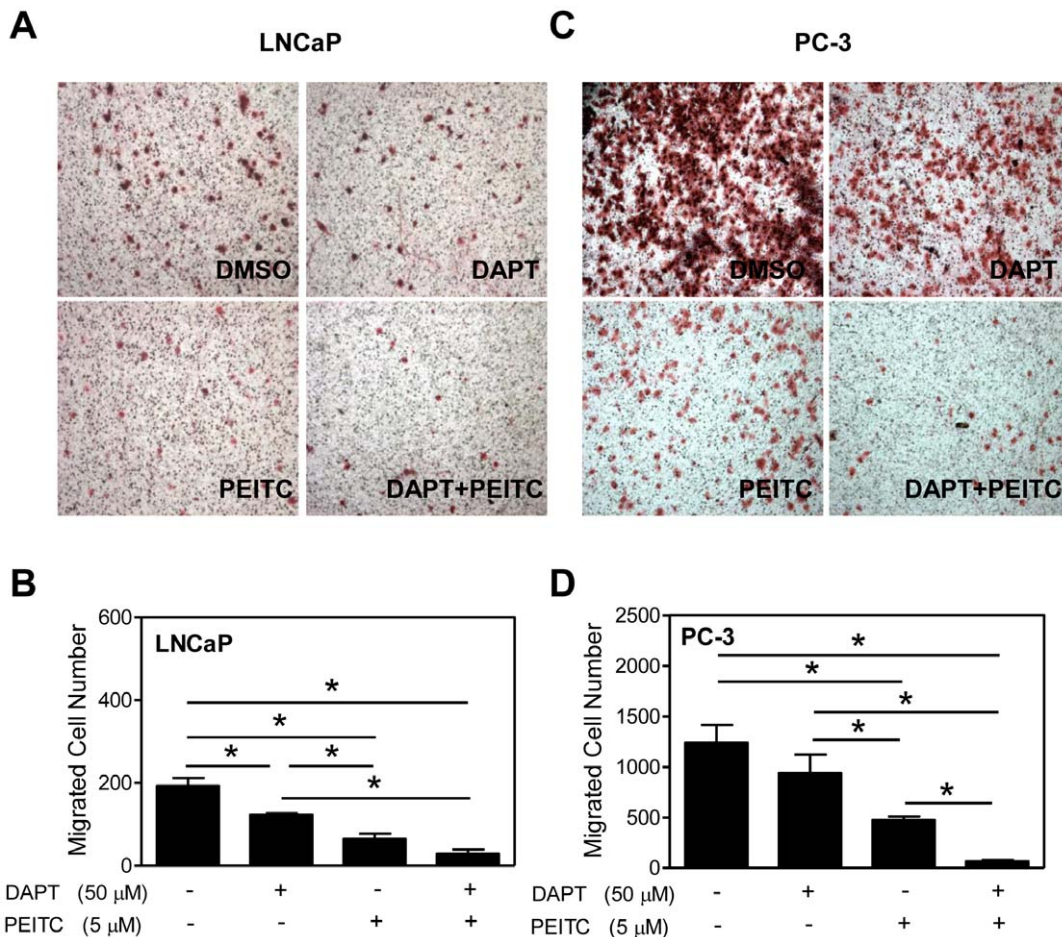 A
LNCaP
DMSO
DAPT
PEITC
DAPT+PEITC
C
PC-3
DMSO
DAPT
PEITC
DAPT+PEITC
B
Migrated Cell Number
600
400
200
0
LNCaP
*
*
*
*
*
DAPT (50 μM) - + - +
PEITC (5 μM) - - + +
D
Migrated Cell Number
2500
2000
1500
1000
500
0
PC-3
*
*
*
*
*
DAPT (50 μM) - + - +
PEITC (5 μM) - - + +